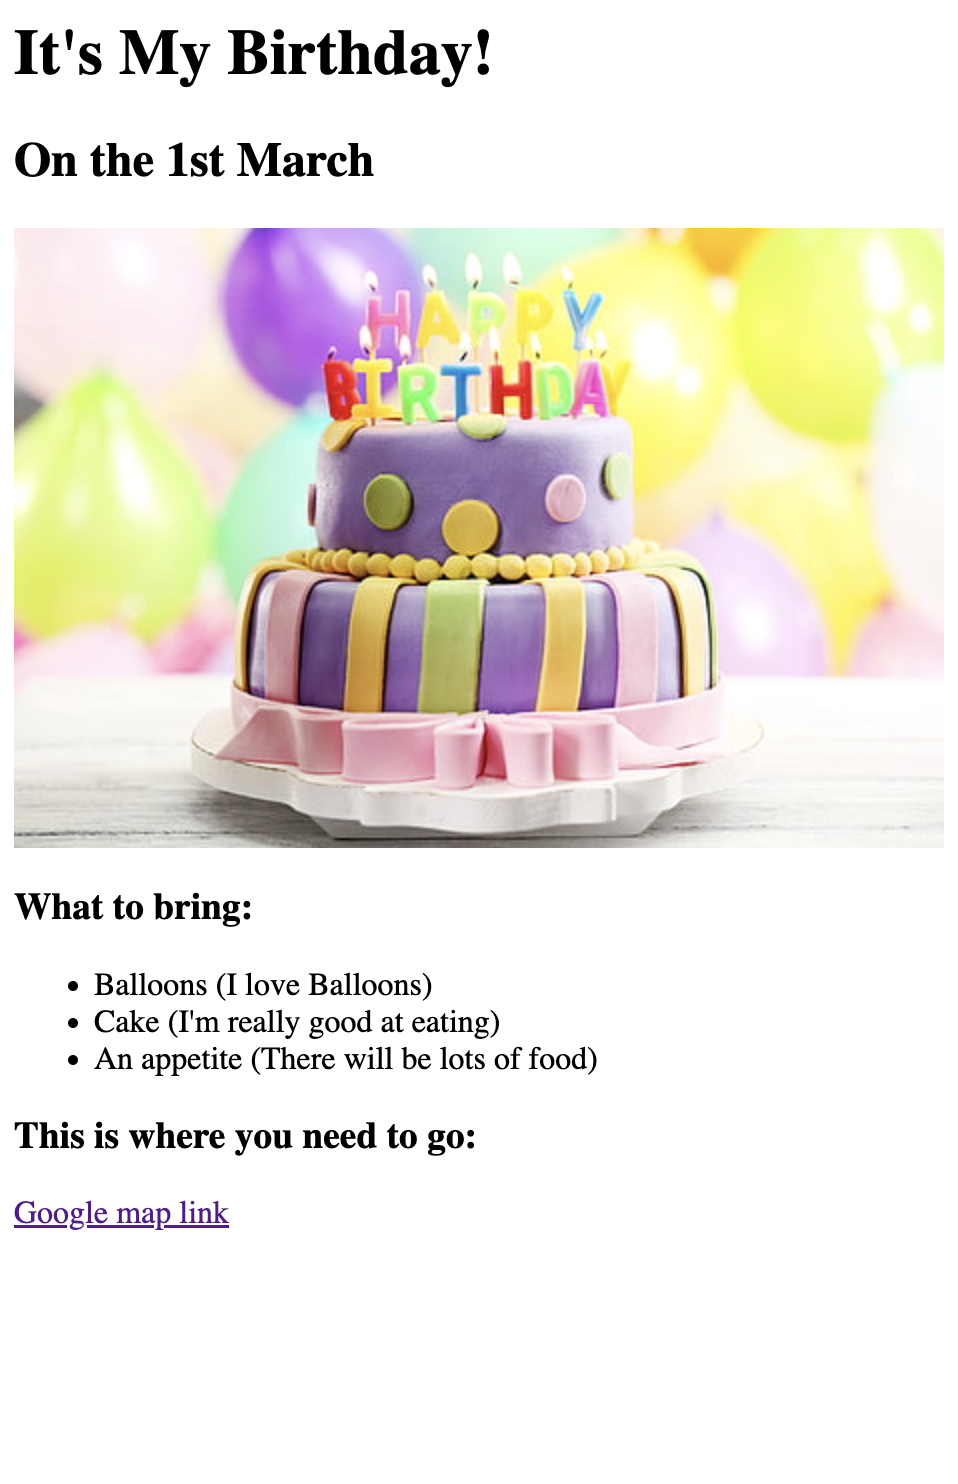 It's My Birthday!
On the 1st March
HAPPY
BIRTHDAY
What to bring:
Balloons (I love Balloons)
Cake (I'm really good at eating)
An appetite (There will be lots of food)
This is where you need to go:
Google map link